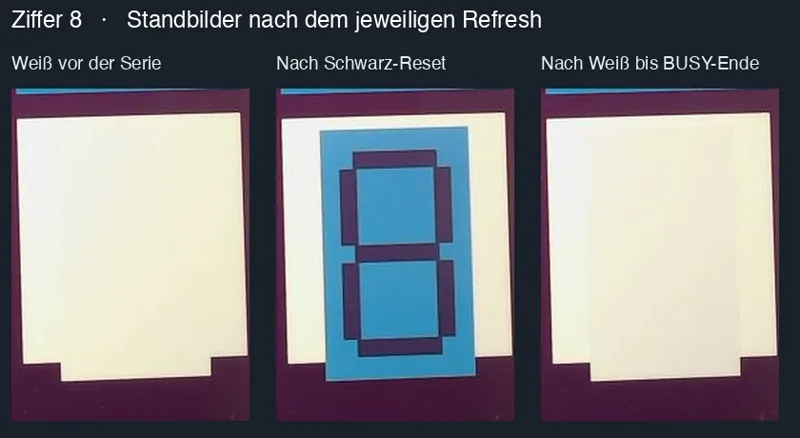 Ziffer 8 · Standbilder nach dem jeweiligen Refresh
Weiß vor der Serie
Nach Schwarz-Reset
Nach Weiß bis BUSY-Ende
8